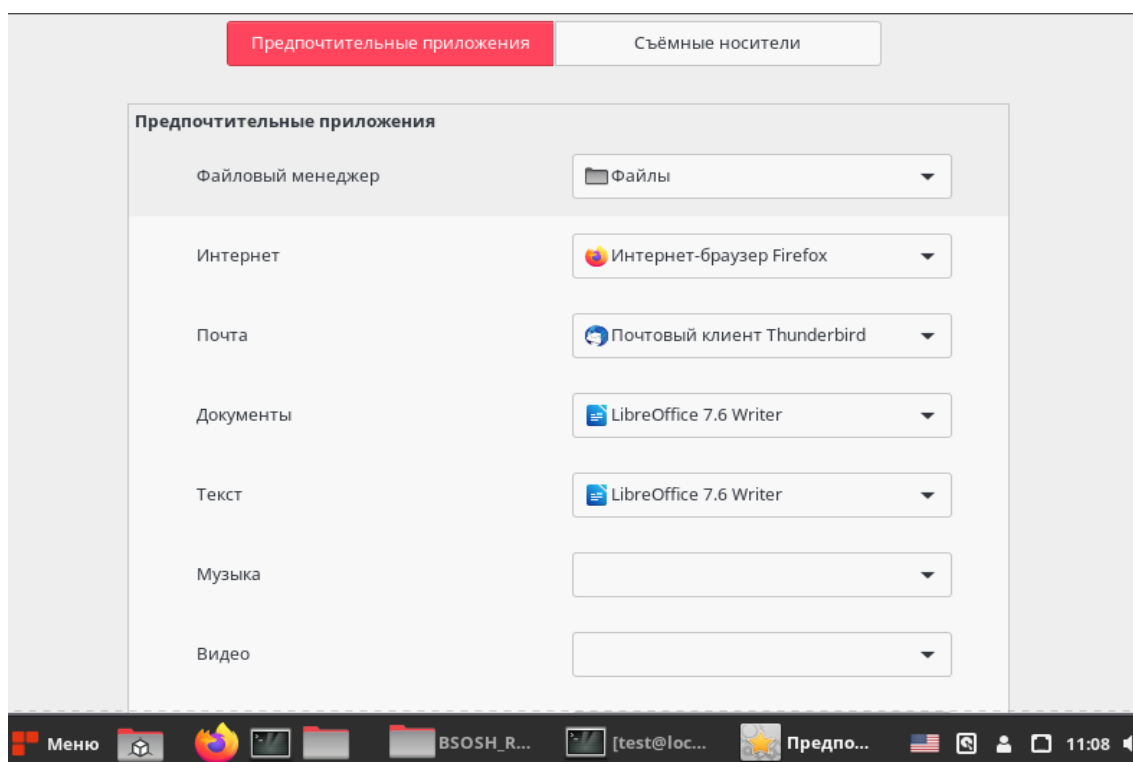 Предпочтительные приложения Съёмные носители
Предпочтительные приложения
Файловый менеджер Файлы
Интернет Интернет-браузер Firefox
Почта Почтовый клиент Thunderbird
Документы LibreOffice 7.6 Writer
Текст LibreOffice 7.6 Writer
Музыка
Видео
Меню BSOSH_R... [test@loc... Предпо... 11:08